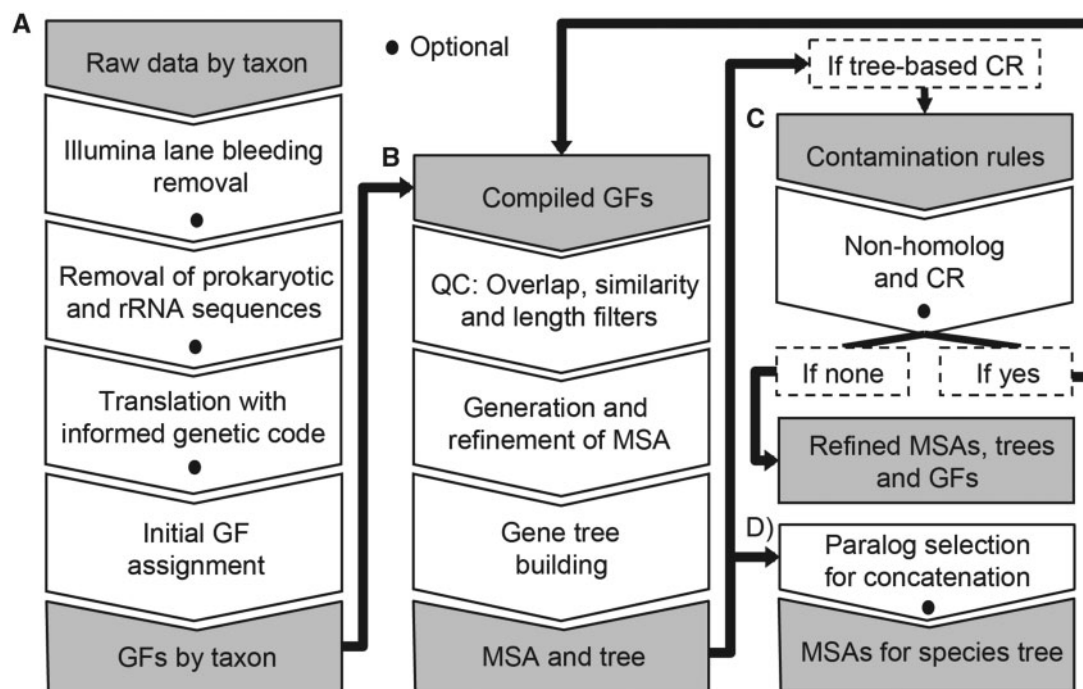 A
Raw data by taxon
Illumina lane bleeding
removal
Removal of prokaryotic
and rRNA sequences
Translation with
informed genetic code
Initial GF
assignment
GFs by taxon
Optional
B
Compiled GFs
QC: Overlap, similarity
and length filters
Generation and
refinement of MSA
Gene tree
building
MSA and tree
If tree-based CR
C
Contamination rules
Non-homolog
and CR
If none
If yes
Refined MSAs, trees
and GFs
D)
Paralog selection
for concatenation
MSAs for species tree